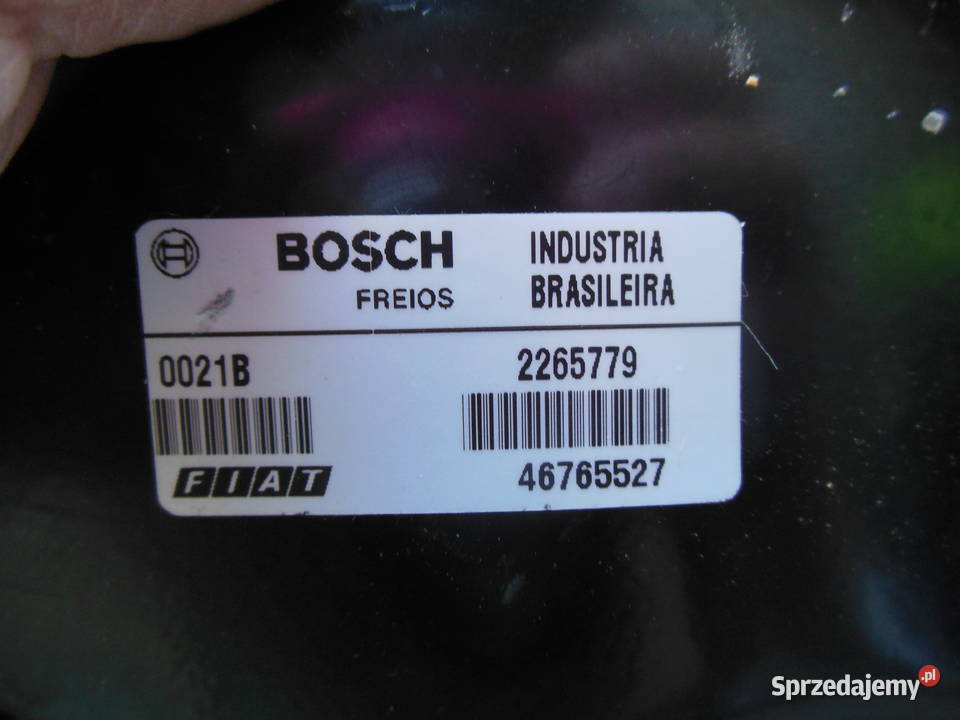 BOSCH
FREIOS
INDUSTRIA
BRASILEIRA
0021B
2265779
FIAT
46765527
Sprzedajemy.pl